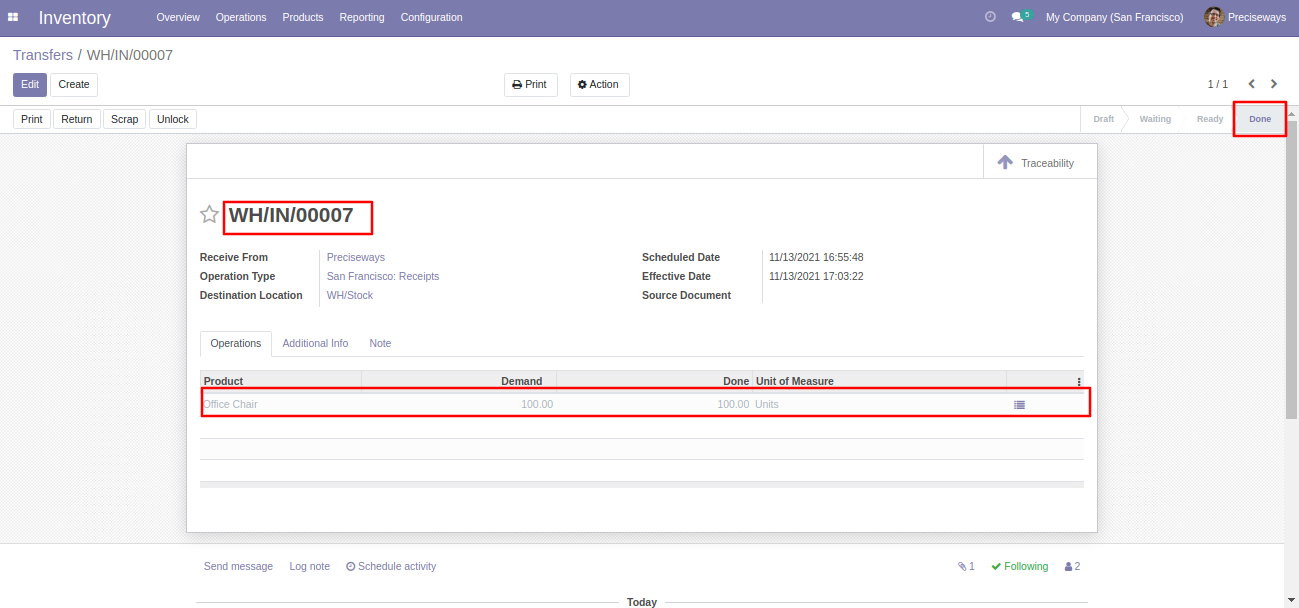 Inventory Overview Operations Products Reporting Configuration 5 My Company (San Francisco) Preciseways
Transfers / WH/IN/00007
Edit Create Print Action 1 / 1
Print Return Scrap Unlock Draft Waiting Ready Done
Traceability
WH/IN/00007
Receive From Preciseways Scheduled Date 11/13/2021 16:55:48
Operation Type San Francisco: Receipts Effective Date 11/13/2021 17:03:22
Destination Location WH/Stock Source Document
Operations Additional Info Note
Product Demand Done Unit of Measure
Office Chair 100.00 100.00 Units
Send message Log note Schedule activity 1 Following 2
Today